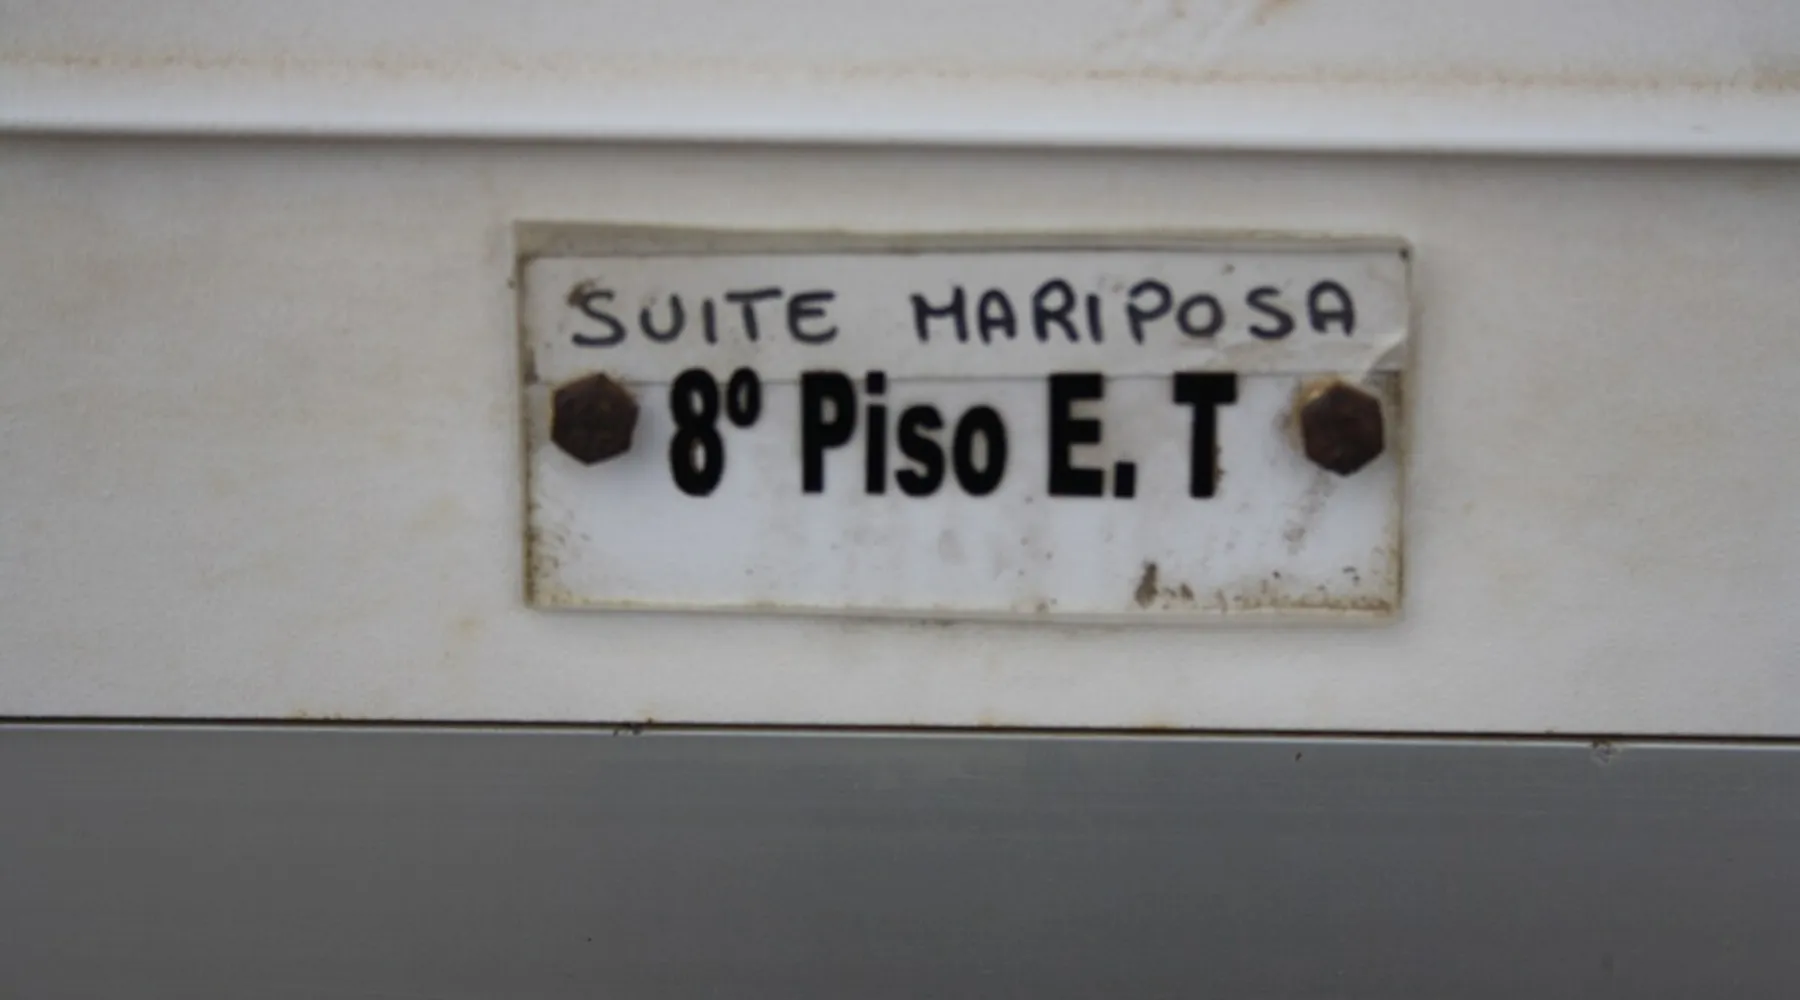 SUITE MARIPOSA
8º Piso E. T